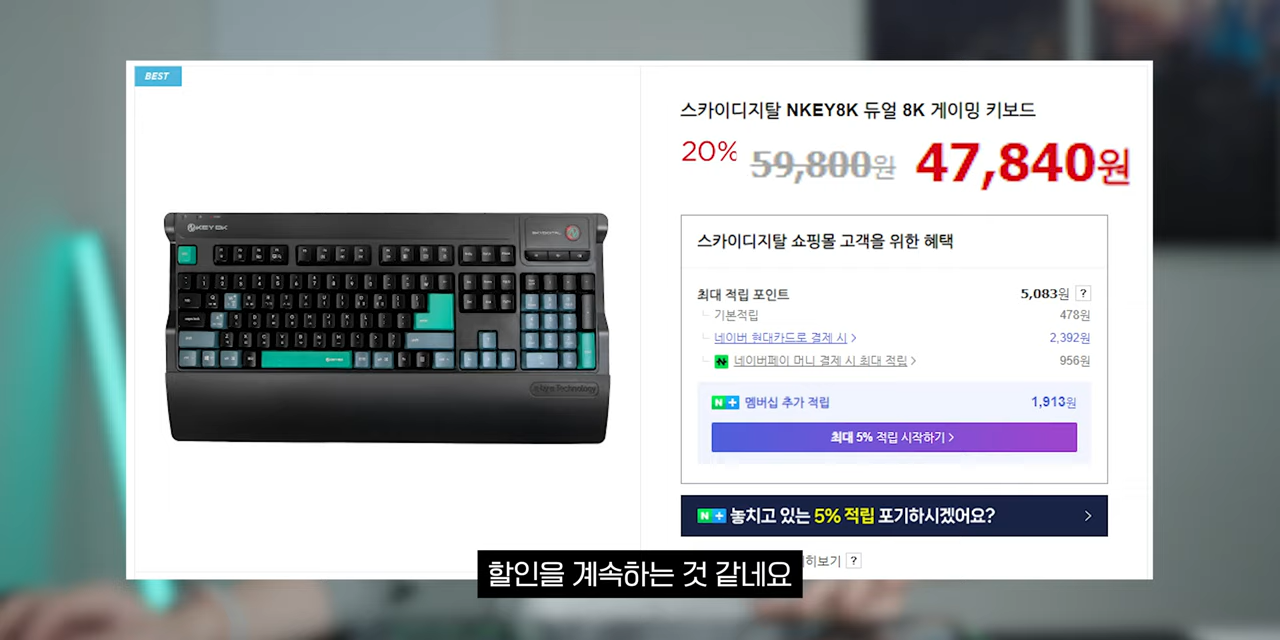 BEST
스카이디지탈 NKEY8K 듀얼 8K 게이밍 키보드
20% 59,800원 47,840원
스카이디지탈 쇼핑몰 고객을 위한 혜택
최대 적립 포인트 5,083원 ?
기본적립 478원
네이버 현대카드로 결제 시 > 2,392원
네이버페이 머니 결제 시 최대 적립 > 956원
N+ 멤버십 추가 적립 1,913원
최대 5% 적립 시작하기 >
N+ 놓치고 있는 5% 적립 포기하시겠어요? >
히보기 ?
할인을 계속하는 것 같네요
NKEY8K
SKYDIGITAL